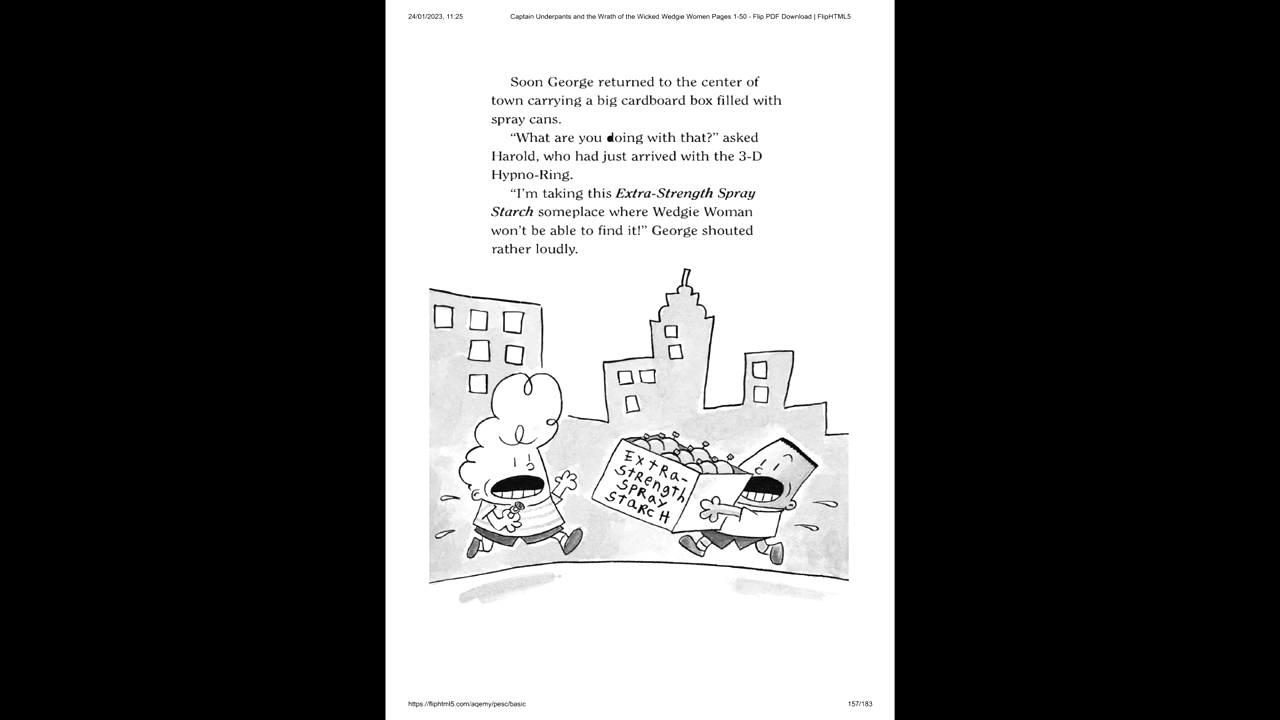 24/01/2023, 11:25 Captain Underpants and the Wrath of the Wicked Wedgie Women Pages 1-50 - Flip PDF Download | FlipHTML5
Soon George returned to the center of
town carrying a big cardboard box filled with
spray cans.
“What are you doing with that?” asked
Harold, who had just arrived with the 3-D
Hypno-Ring.
“I'm taking this Extra-Strength Spray
Starch someplace where Wedgie Woman
won't be able to find it!” George shouted
rather loudly.
Extra-
Strength
Spray
Starch
https://fliphtml5.com/aqemy/pesc/basic 157/183